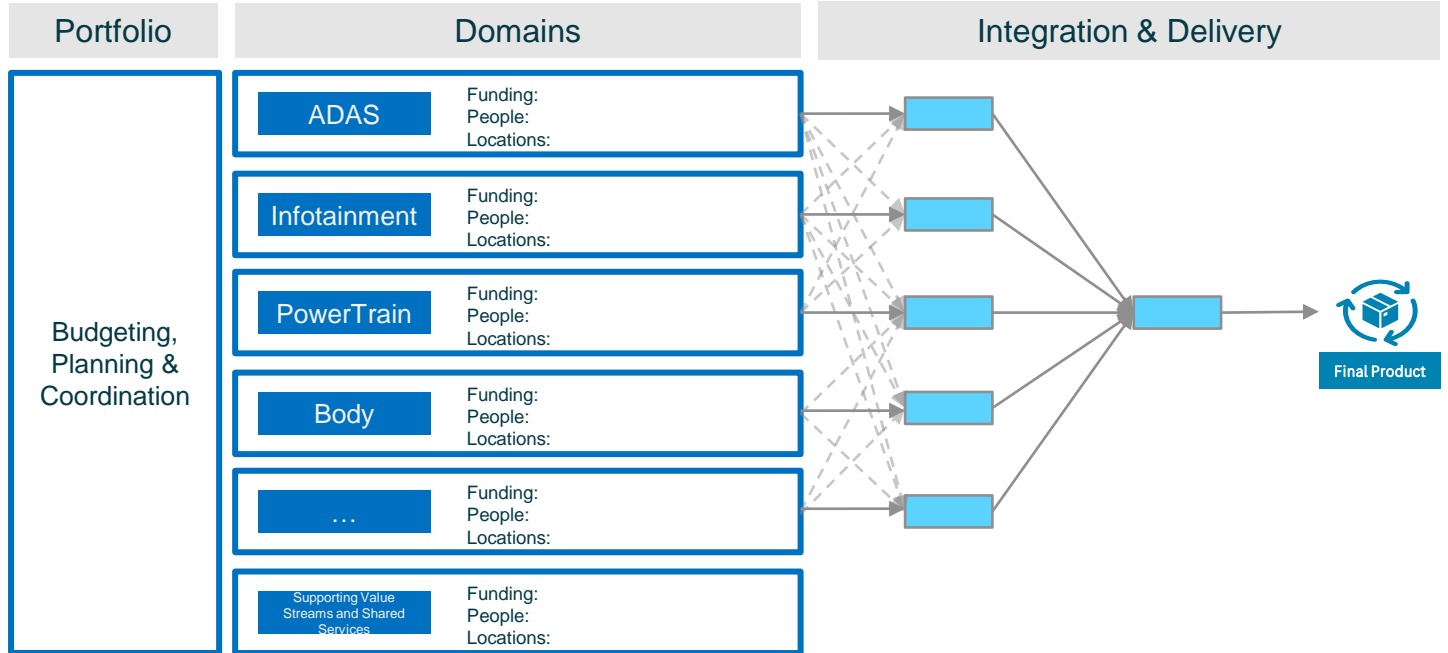 Portfolio
Domains
Integration & Delivery
Budgeting,
Planning &
Coordination
ADAS
Funding:
People:
Locations:
Infotainment
Funding:
People:
Locations:
PowerTrain
Funding:
People:
Locations:
Body
Funding:
People:
Locations:
...
Funding:
People:
Locations:
Supporting Value
Streams and Shared
Services
Funding:
People:
Locations:
Final Product